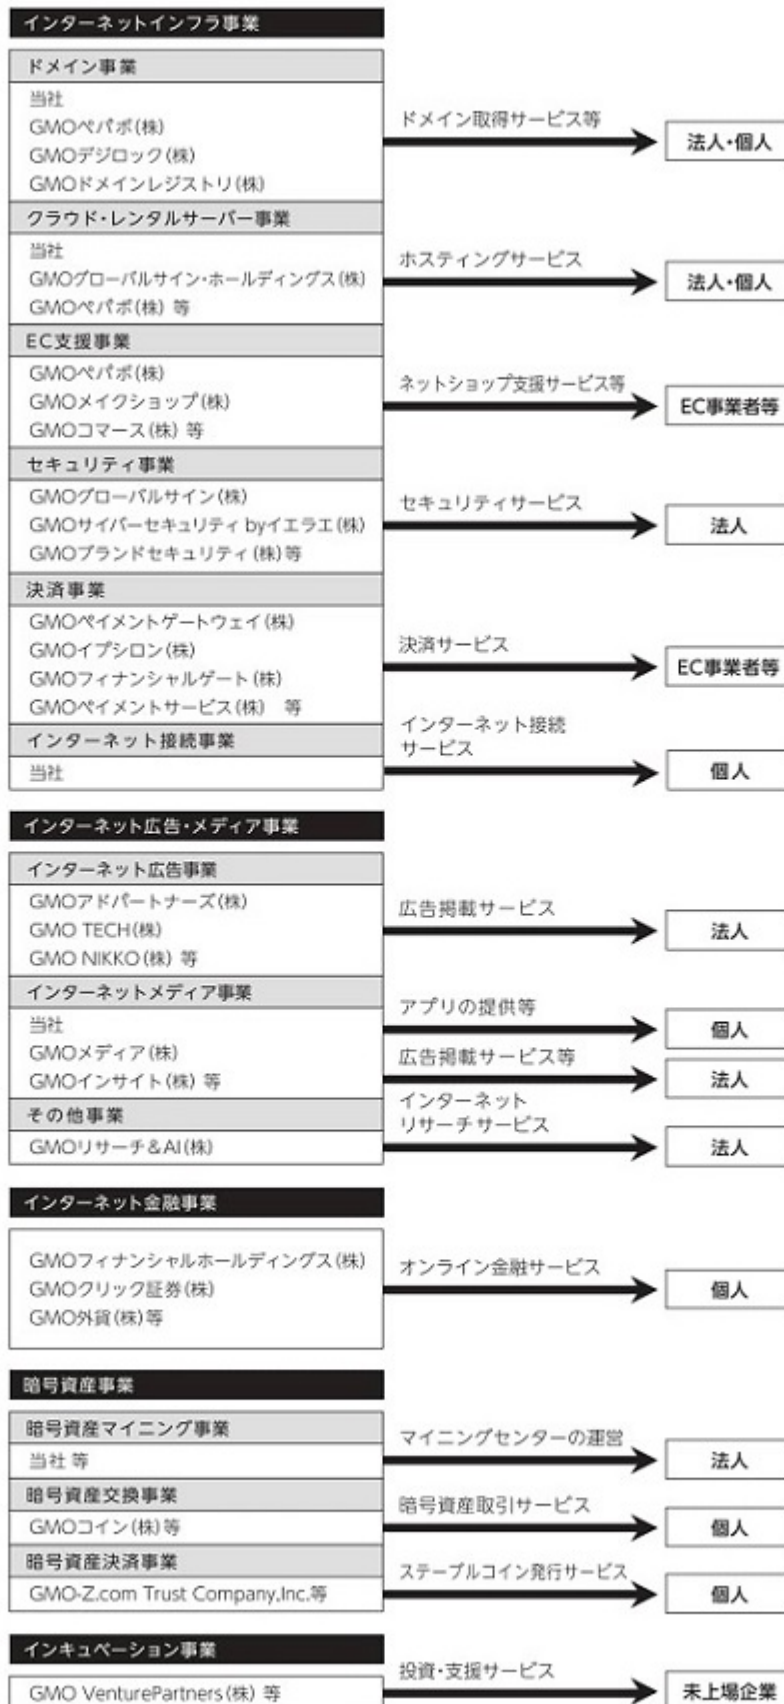 インターネットインフラ事業
ドメイン事業
当社
GMOペパボ(株)
GMOデジロック(株)
GMOドメインレジストリ(株)
ドメイン取得サービス等
法人・個人
クラウド・レンタルサーバー事業
当社
GMOグローバルサイン・ホールディングス(株)
GMOペパボ(株) 等
ホスティングサービス
法人・個人
EC支援事業
GMOペパボ(株)
GMOメイクショップ(株)
GMOコマース(株) 等
ネットショップ支援サービス等
EC事業者等
セキュリティ事業
GMOグローバルサイン(株)
GMOサイバーセキュリティ byイエラエ(株)
GMOブランドセキュリティ(株)等
セキュリティサービス
法人
決済事業
GMOペイメントゲートウェイ(株)
GMOイプシロン(株)
GMOフィナンシャルゲート(株)
GMOペイメントサービス(株) 等
決済サービス
EC事業者等
インターネット接続事業
当社
インターネット接続
サービス
個人
インターネット広告・メディア事業
インターネット広告事業
GMOアドパートナーズ(株)
GMO TECH(株)
GMO NIKKO(株) 等
広告掲載サービス
法人
インターネットメディア事業
当社
GMOメディア(株)
GMOインサイト(株) 等
アプリの提供等
個人
広告掲載サービス等
法人
その他事業
GMOリサーチ&AI(株)
インターネット
リサーチサービス
法人
インターネット金融事業
GMOフィナンシャルホールディングス(株)
GMOクリック証券(株)
GMO外貨(株)等
オンライン金融サービス
個人
暗号資産事業
暗号資産マイニング事業
当社 等
マイニングセンターの運営
法人
暗号資産交換事業
GMOコイン(株)等
暗号資産取引サービス
個人
暗号資産決済事業
GMO-Z.com Trust Company,Inc.等
ステーブルコイン発行サービス
個人
インキュベーション事業
GMO VenturePartners(株) 等
投資・支援サービス
未上場企業